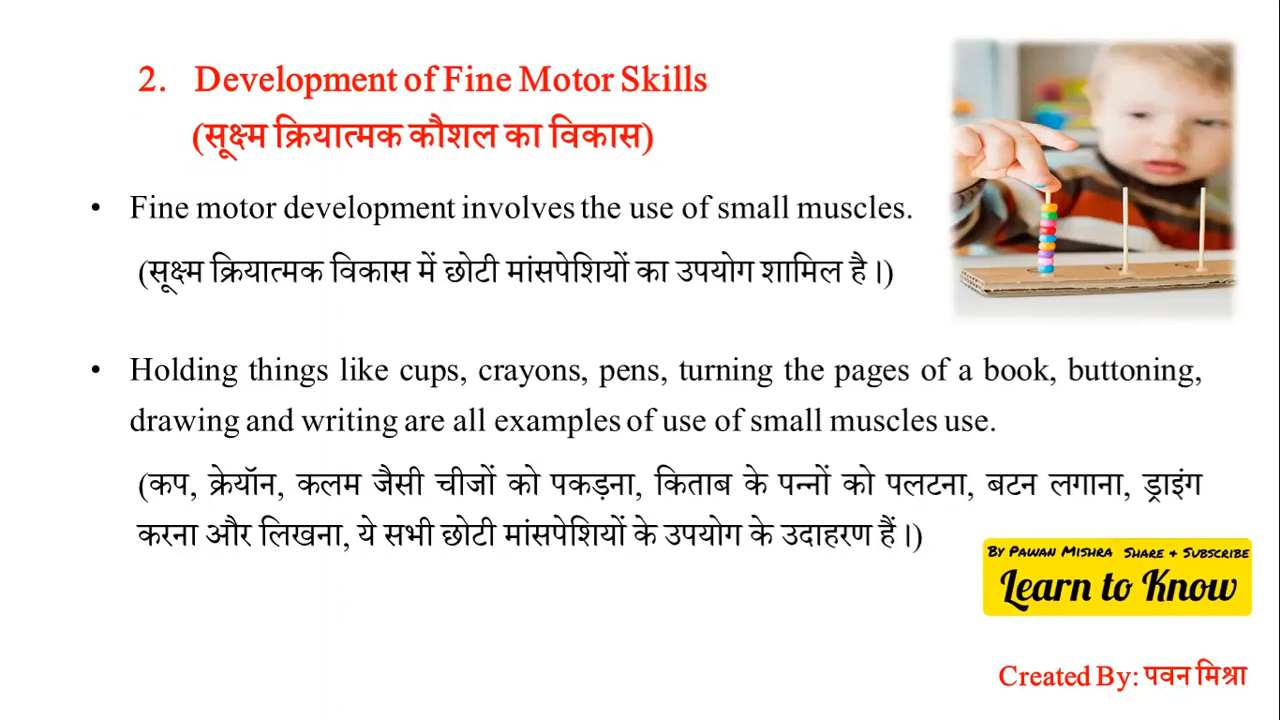 2. Development of Fine Motor Skills
(सूक्ष्म क्रियात्मक कौशल का विकास)
• Fine motor development involves the use of small muscles.
(सूक्ष्म क्रियात्मक विकास में छोटी मांसपेशियों का उपयोग शामिल है।)
• Holding things like cups, crayons, pens, turning the pages of a book, buttoning,
drawing and writing are all examples of use of small muscles use.
(कप, क्रेयॉन, कलम जैसी चीजों को पकड़ना, किताब के पन्नों को पलटना, बटन लगाना, ड्राइंग
करना और लिखना, ये सभी छोटी मांसपेशियों के उपयोग के उदाहरण हैं।)
By Pawan Mishra Share & Subscribe
Learn to Know
Created By: पवन मिश्रा